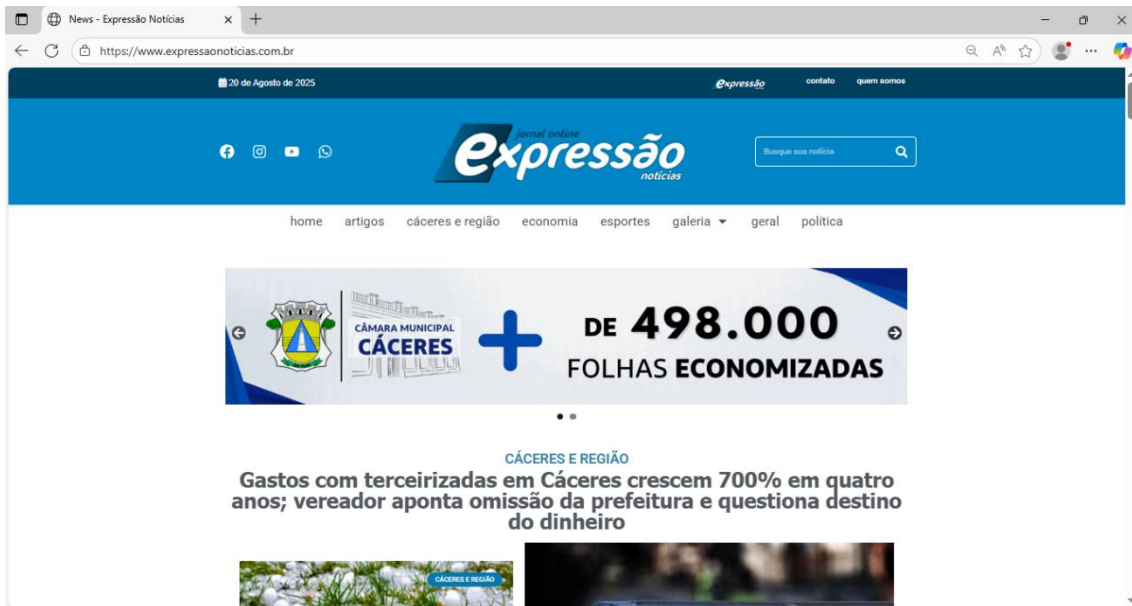 News - Expressão Notícias
https://www.expressaonoticias.com.br
20 de Agosto de 2025
expressão
contato
quem somos
jornal online
expressão
notícias
Busque sua notícia
home artigos cáceres e região economia esportes galeria geral política
CÂMARA MUNICIPAL
CÁCERES
+
DE 498.000
FOLHAS ECONOMIZADAS
CÁCERES E REGIÃO
Gastos com terceirizadas em Cáceres crescem 700% em quatro
anos; vereador aponta omissão da prefeitura e questiona destino
do dinheiro
CÁCERES E REGIÃO